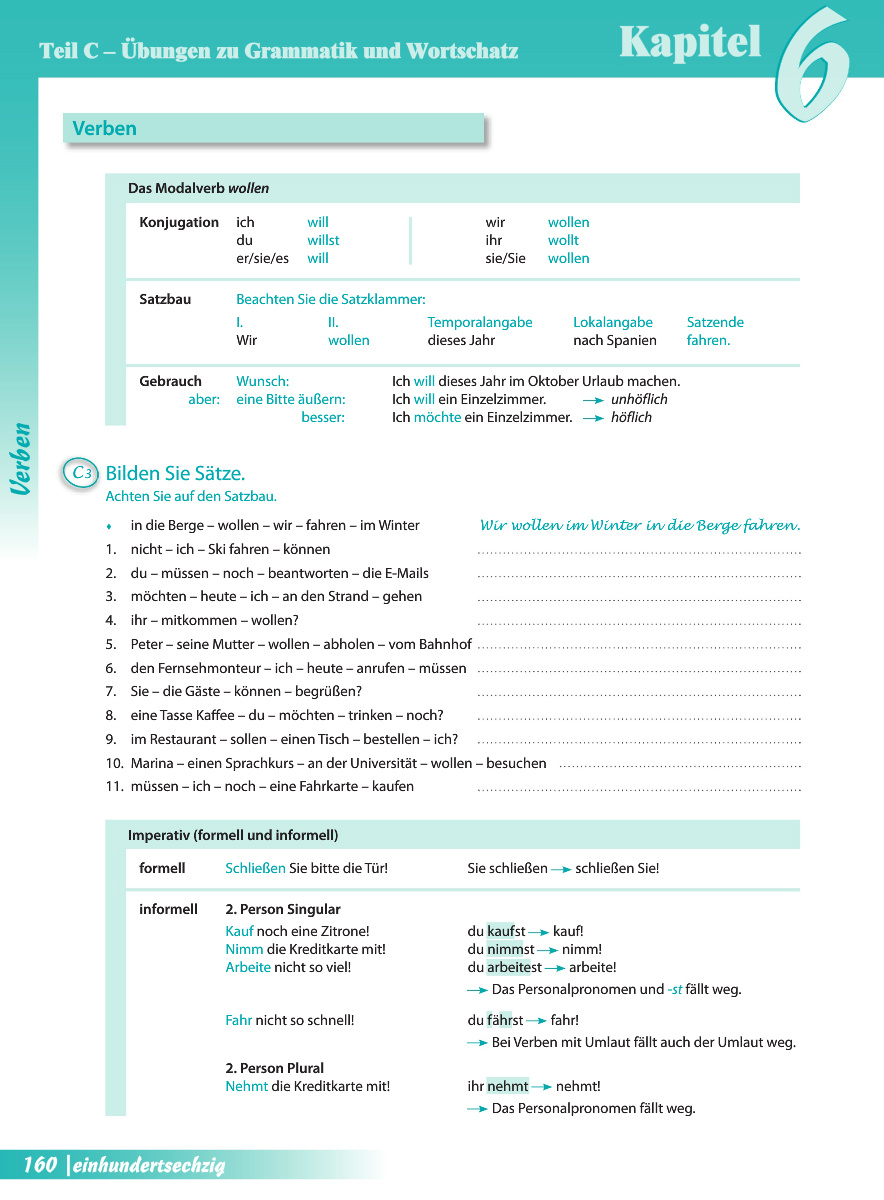 Teil C – Übungen zu Grammatik und Wortschatz Kapitel 6
Verben
Verben
Das Modalverb wollen
Konjugation ich will wir wollen
du willst ihr wollt
er/sie/es will sie/Sie wollen
Satzbau Beachten Sie die Satzklammer:
I. II. Temporalangabe Lokalangabe Satzende
Wir wollen dieses Jahr nach Spanien fahren.
Gebrauch Wunsch: Ich will dieses Jahr im Oktober Urlaub machen.
aber: eine Bitte äußern: Ich will ein Einzelzimmer. → unhöflich
besser: Ich möchte ein Einzelzimmer. → höflich
C3 Bilden Sie Sätze.
Achten Sie auf den Satzbau.
♦ in die Berge – wollen – wir – fahren – im Winter Wir wollen im Winter in die Berge fahren.
1. nicht – ich – Ski fahren – können
2. du – müssen – noch – beantworten – die E-Mails
3. möchten – heute – ich – an den Strand – gehen
4. ihr – mitkommen – wollen?
5. Peter – seine Mutter – wollen – abholen – vom Bahnhof
6. den Fernsehmonteur – ich – heute – anrufen – müssen
7. Sie – die Gäste – können – begrüßen?
8. eine Tasse Kaffee – du – möchten – trinken – noch?
9. im Restaurant – sollen – einen Tisch – bestellen – ich?
10. Marina – einen Sprachkurs – an der Universität – wollen – besuchen
11. müssen – ich – noch – eine Fahrkarte – kaufen
Imperativ (formell und informell)
formell Schließen Sie bitte die Tür! Sie schließen → schließen Sie!
informell 2. Person Singular
Kauf noch eine Zitrone! du kaufst → kauf!
Nimm die Kreditkarte mit! du nimmst → nimm!
Arbeite nicht so viel! du arbeitest → arbeite!
→ Das Personalpronomen und -st fällt weg.
Fahr nicht so schnell! du fährst → fahr!
→ Bei Verben mit Umlaut fällt auch der Umlaut weg.
2. Person Plural
Nehmt die Kreditkarte mit! ihr nehmt → nehmt!
→ Das Personalpronomen fällt weg.
160 | einhundertsechzig